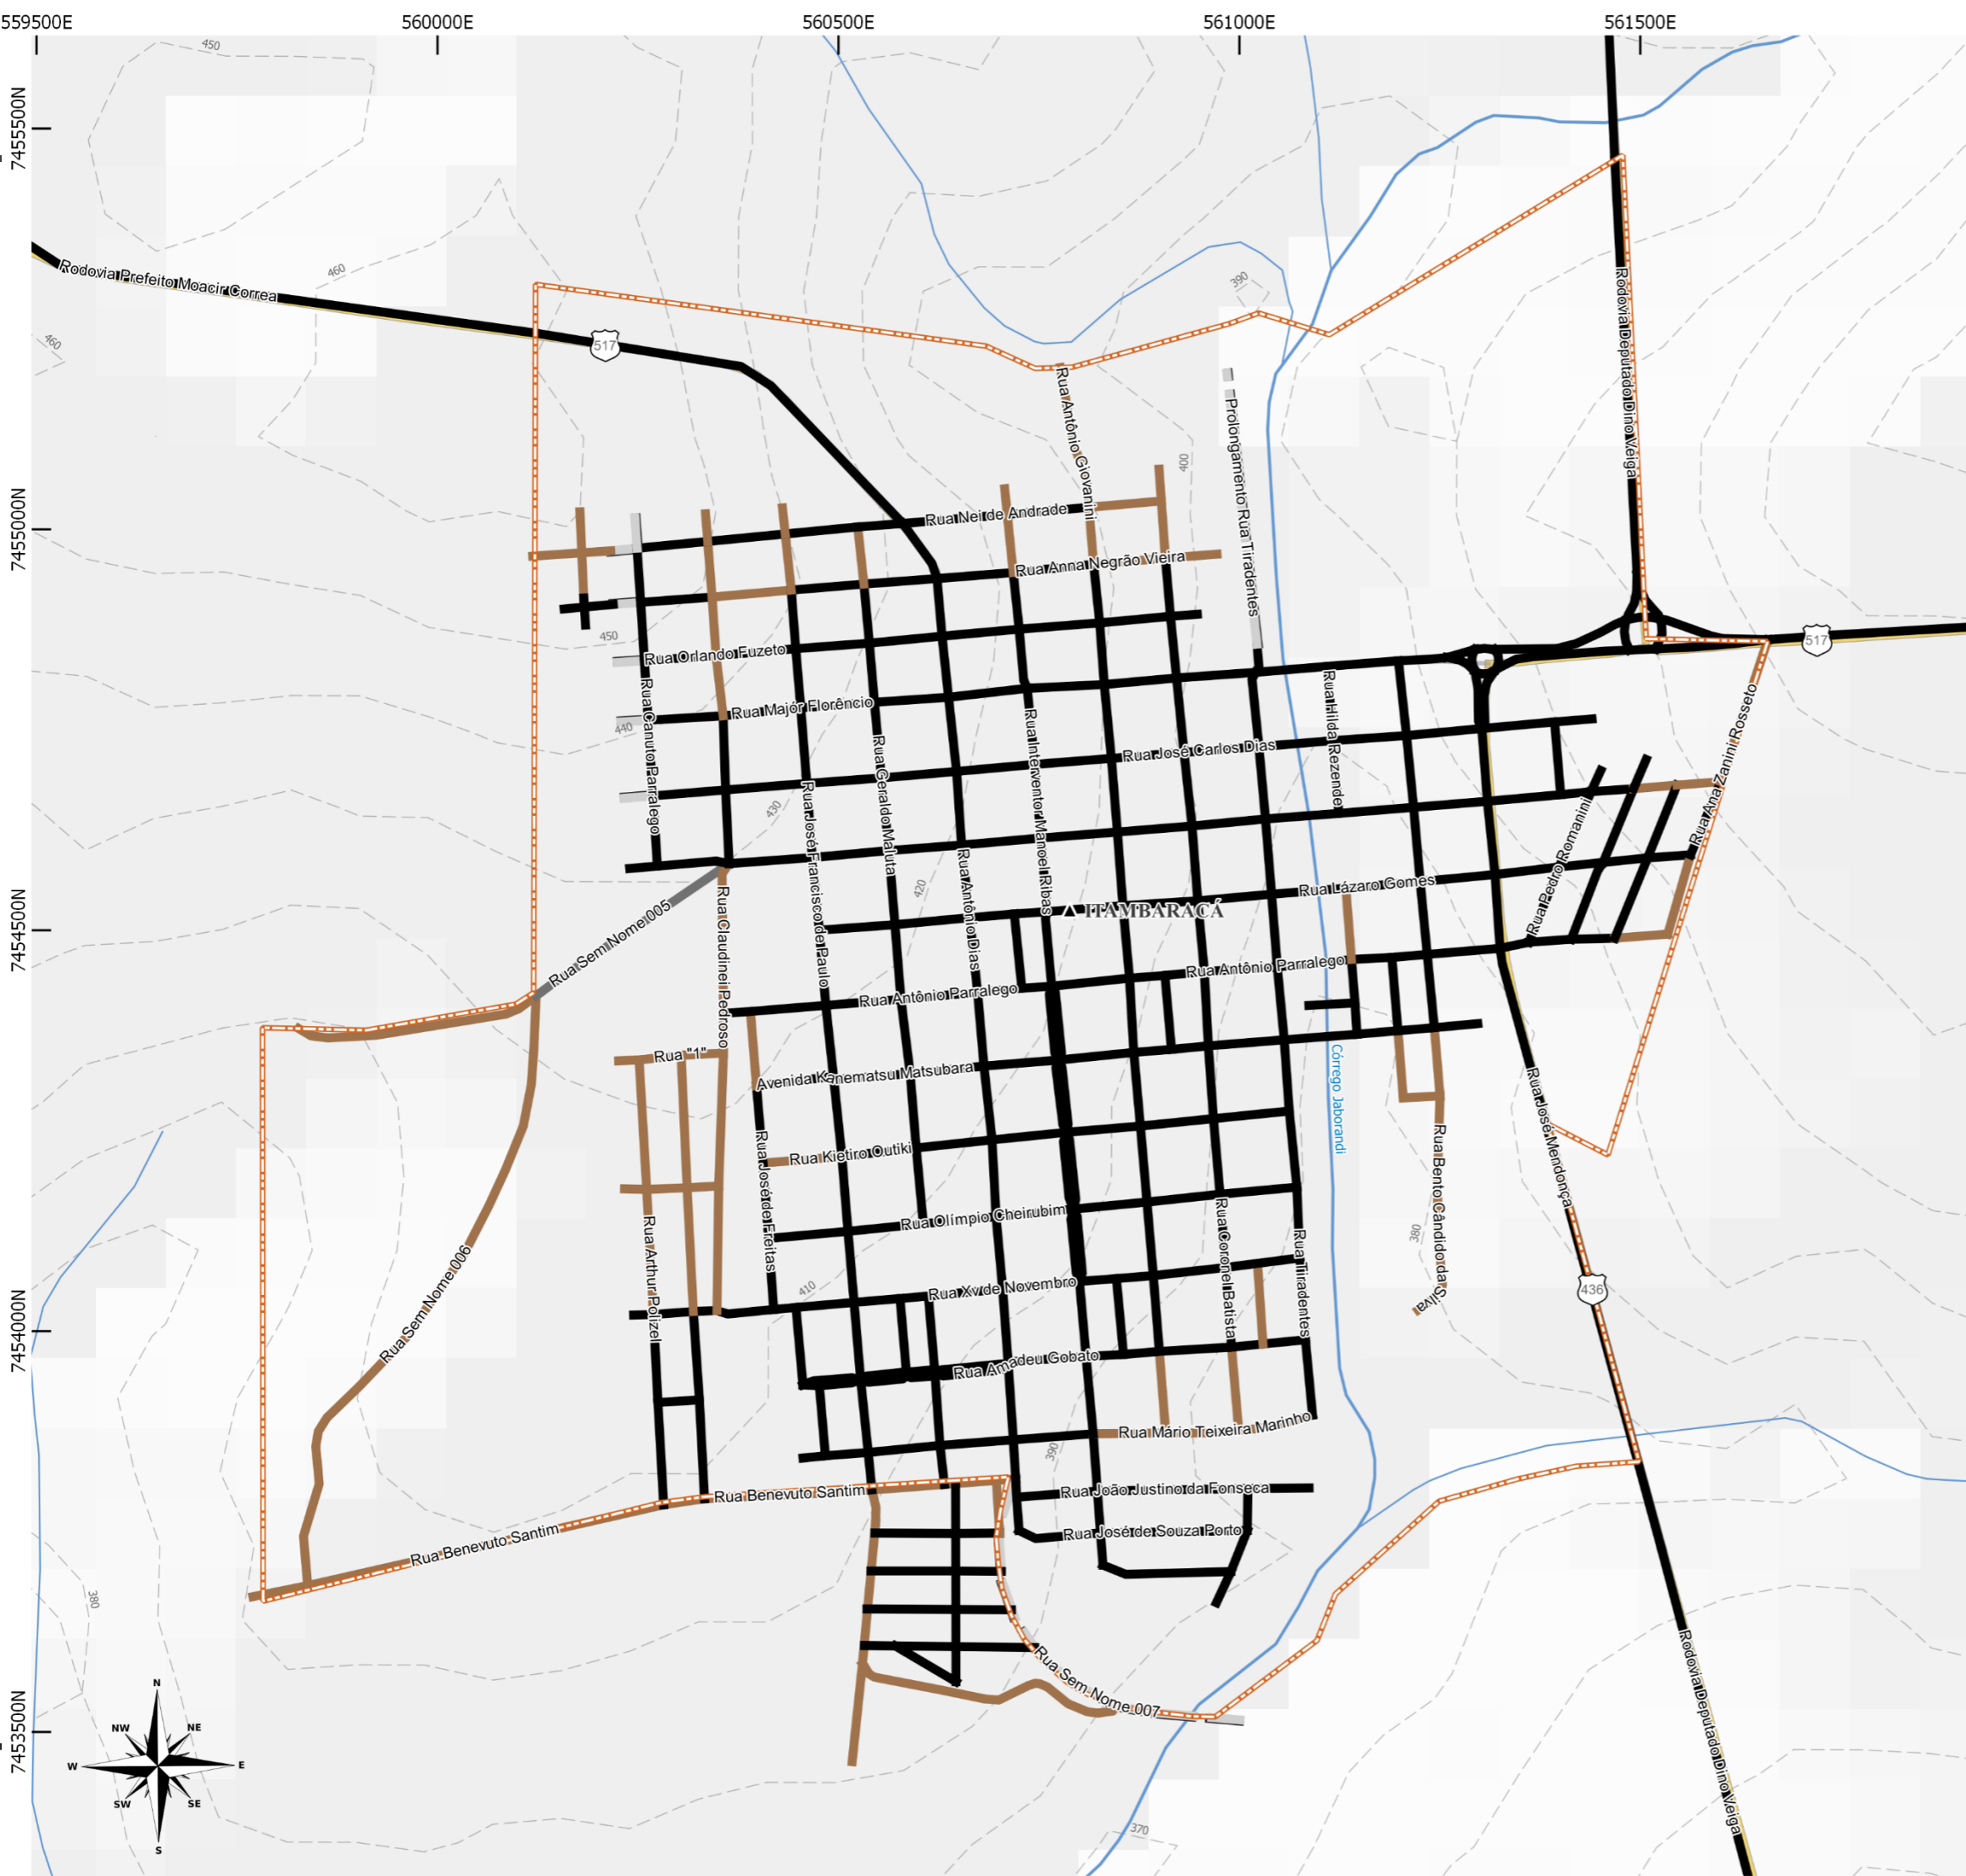 559500E
560000E
560500E
561000E
561500E
7455500N
7455000N
7454500N
7454000N
7453500N
450
460
460
390
400
450
440
430
420
410
390
380
380
370
Rodovia Prefeito Moacir Correa
517
Rodovia Deputado Dino Veiga
Rua Antônio Giovanini
Prolongamento Rua Tiradentes
Rua Nei de Andrade
Rua Anna Negrão Vieira
517
Rua Orlando Fuzeto
Rua Canuto Parralego
Rua Major Florêncio
Rua Hilda Rezende
Rua Ana Zanini Rosseto
Rua José Carlos Dias
Rua Geraldo Maluta
Rua Interventor Manoel Ribas
Rua José Francisco de Paulo
Rua Pedro Romanini
Rua Antônio Dias
Rua Lázaro Gomes
ITAMBARACÁ
Rua Sem Nome 005
Rua Claudinei Pedroso
Rua Antônio Parralego
Rua Antônio Parralego
Rua "1"
Avenida Kanematsu Matsubara
Córrego Jaborandi
Rua José Mendonça
Rua José de Freitas
Rua Kietiro Outiki
Rua Bento Cândido da Silva
Rua Olímpio Cheirubim
Rua Coronel Batista
Rua Tiradentes
Rua Arthur Polizel
Rua Sem Nome 006
Rua Xv de Novembro
436
Rua Amadeu Gobato
Rua Mário Teixeira Marinho
Rua Benevuto Santim
Rua João Justino da Fonseca
Rua Benevuto Santim
Rua José de Souza Porto
Rua Sem Nome 007
Rodovia Deputado Dino Veiga
N
NW
NE
W
E
SW
SE
S